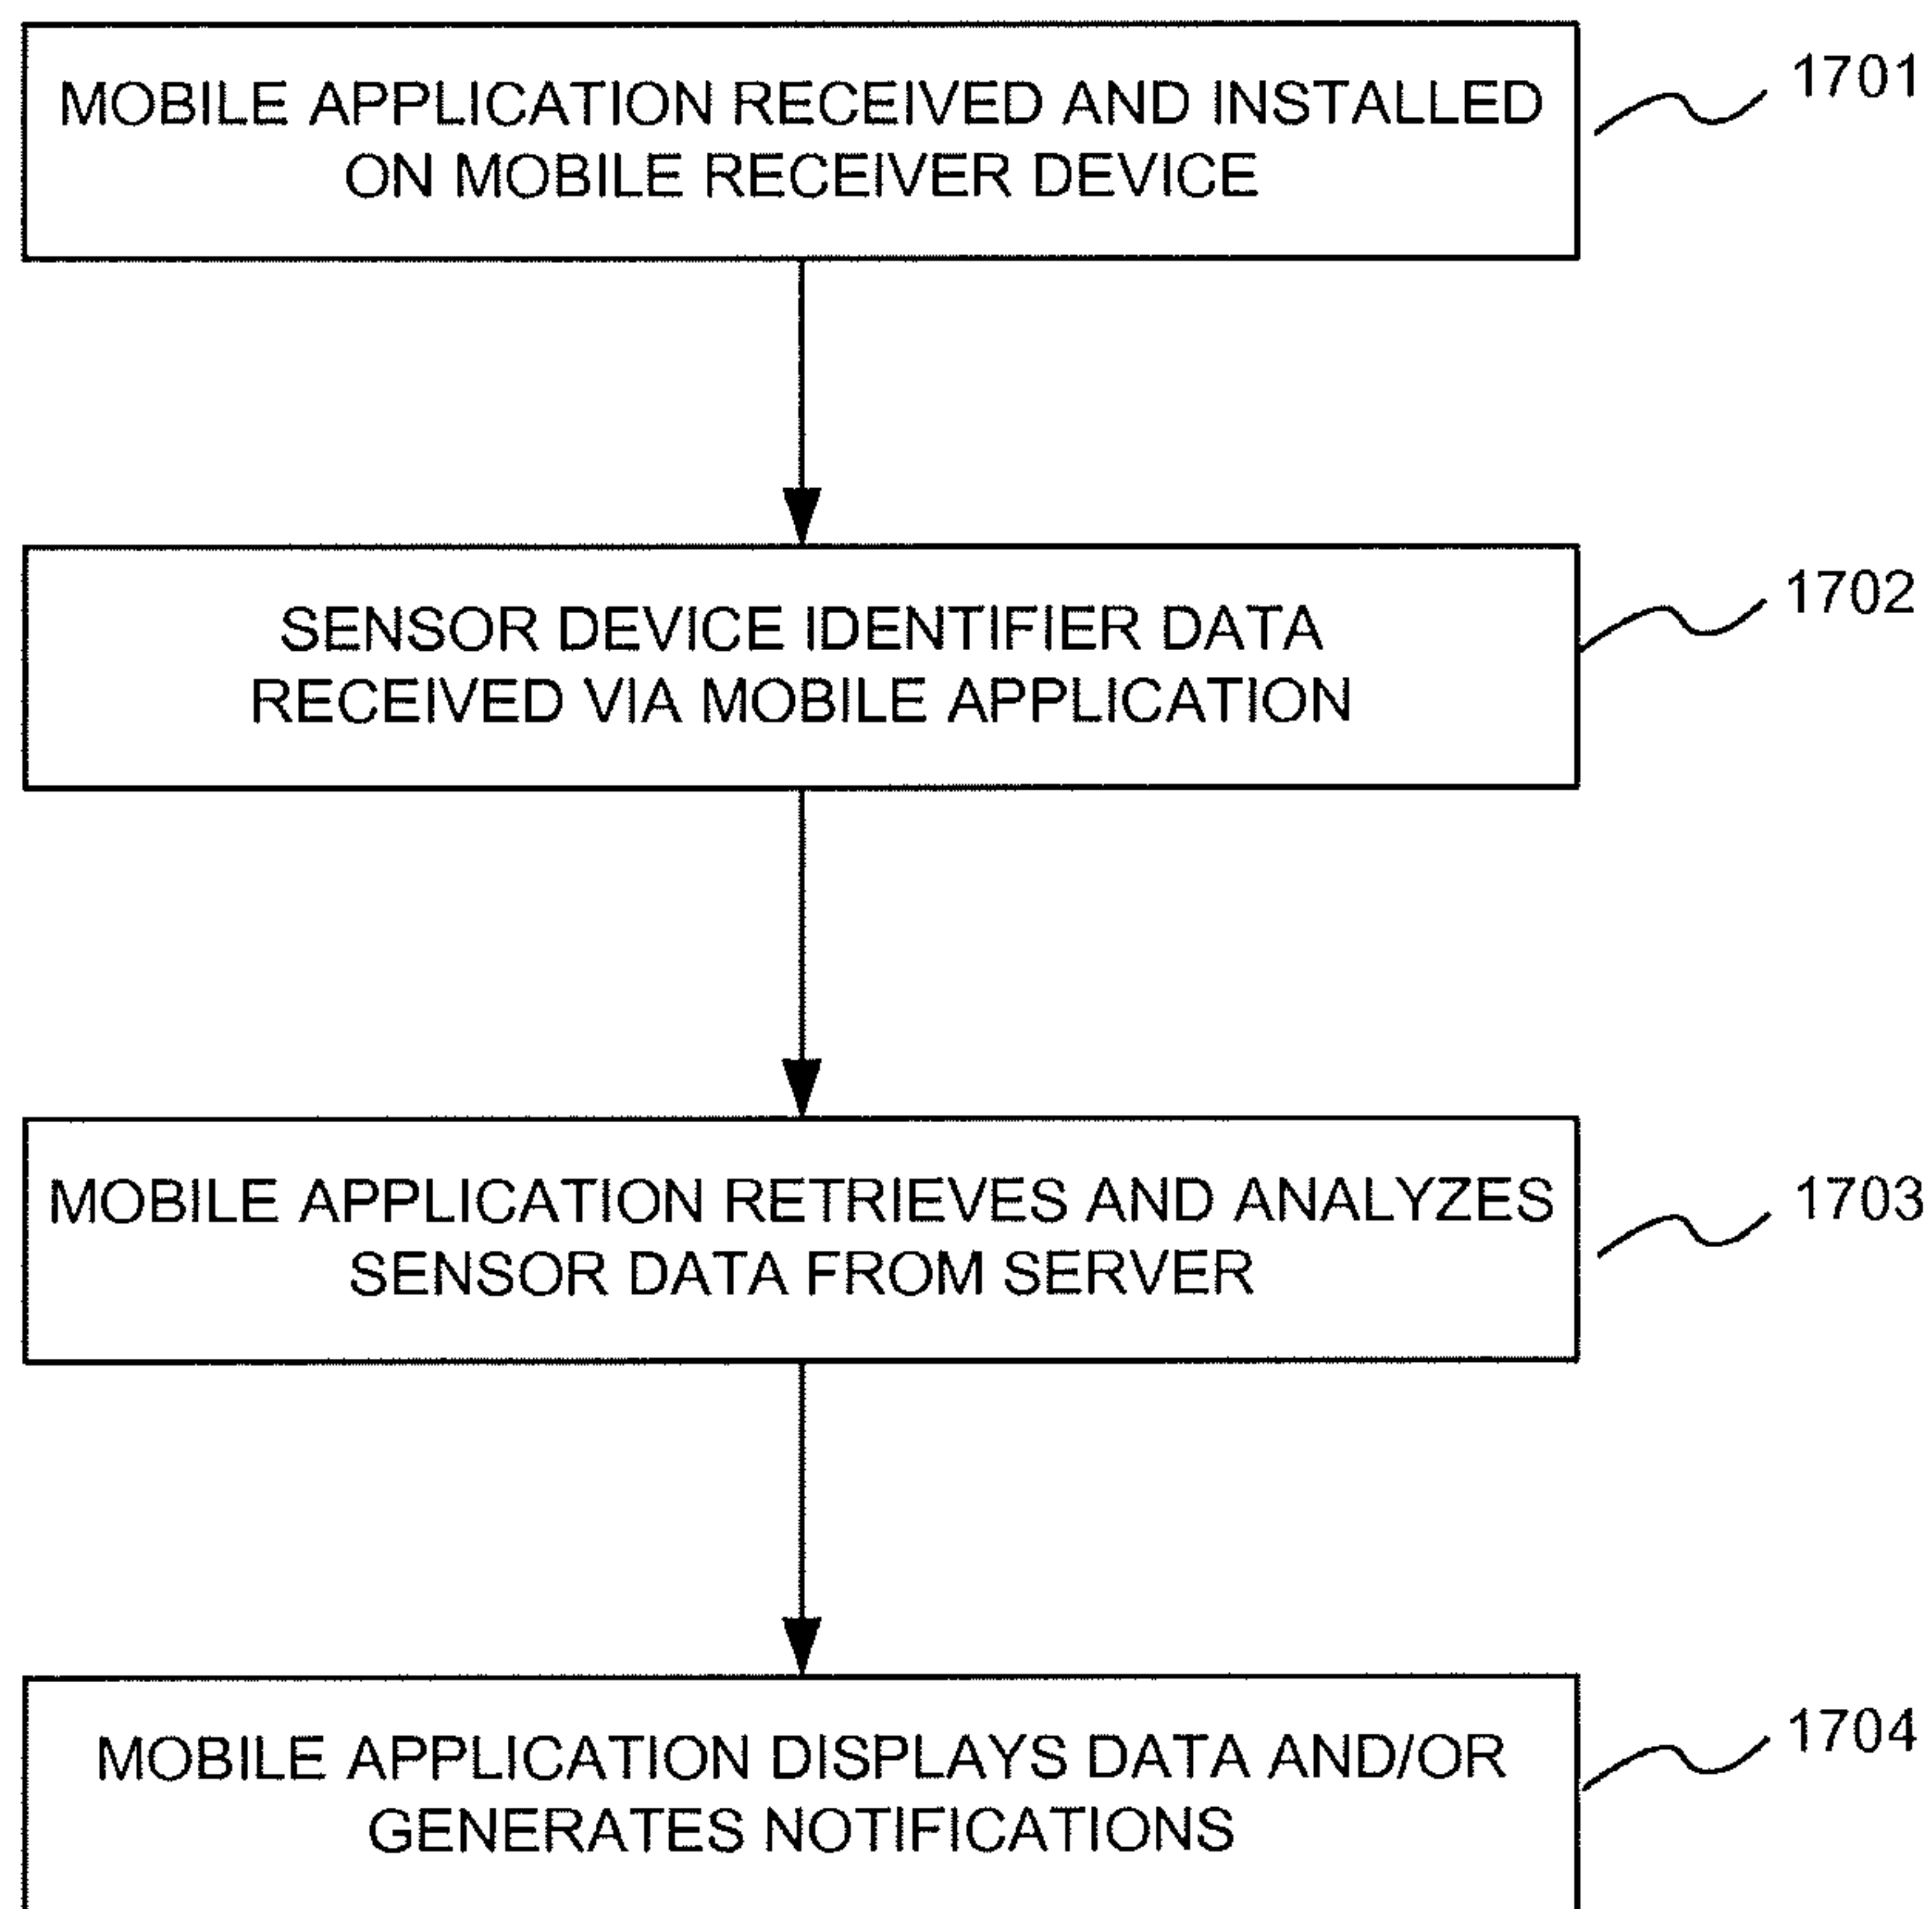 MOBILE APPLICATION RECEIVED AND INSTALLED
ON MOBILE RECEIVER DEVICE
1701
SENSOR DEVICE IDENTIFIER DATA
RECEIVED VIA MOBILE APPLICATION
1702
MOBILE APPLICATION RETRIEVES AND ANALYZES
SENSOR DATA FROM SERVER
1703
MOBILE APPLICATION DISPLAYS DATA AND/OR
GENERATES NOTIFICATIONS
1704